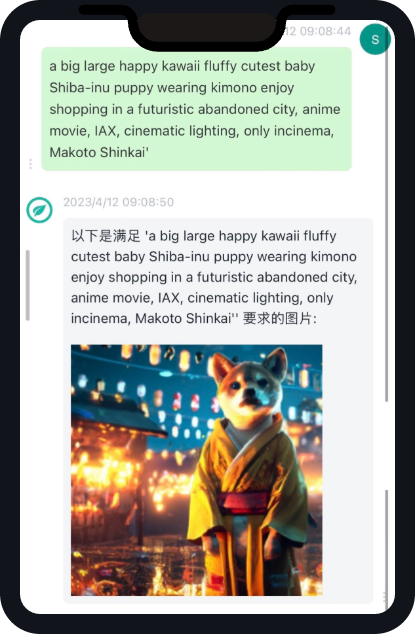 12 09:08:44
S
a big large happy kawaii fluffy cutest baby
Shiba-inu puppy wearing kimono enjoy
shopping in a futuristic abandoned city, anime
movie, IAX, cinematic lighting, only incinema,
Makoto Shinkai'
2023/4/12 09:08:50
以下是满足 'a big large happy kawaii fluffy
cutest baby Shiba-inu puppy wearing kimono
enjoy shopping in a futuristic abandoned city,
anime movie, IAX, cinematic lighting, only
incinema, Makoto Shinkai'' 要求的图片: